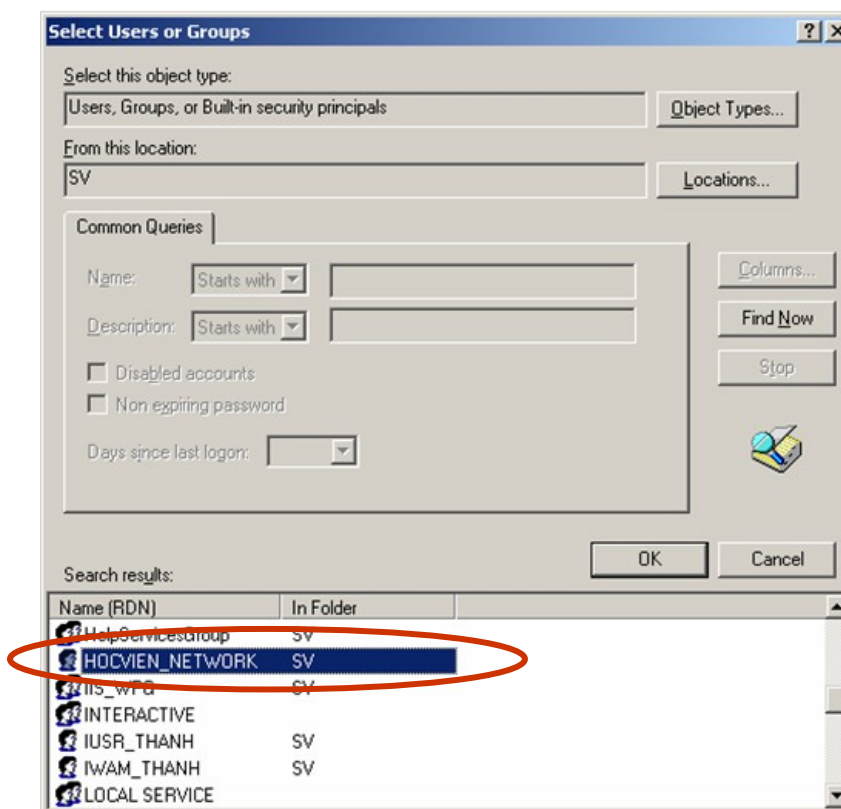 Select Users or Groups
Select this object type:
Users, Groups, or Built-in security principals
Object Types...
From this location:
SV
Locations...
Common Queries
Name: Starts with
Columns...
Description: Starts with
Find Now
Disabled accounts
Stop
Non expiring password
Days since last logon:
OK Cancel
Search results:
Name (RDN) In Folder
HelpServicesGroup SV
HOCVIEN_NETWORK SV
IIS_WPG SV
INTERACTIVE
IUSR_THANH SV
IWAM_THANH SV
LOCAL SERVICE